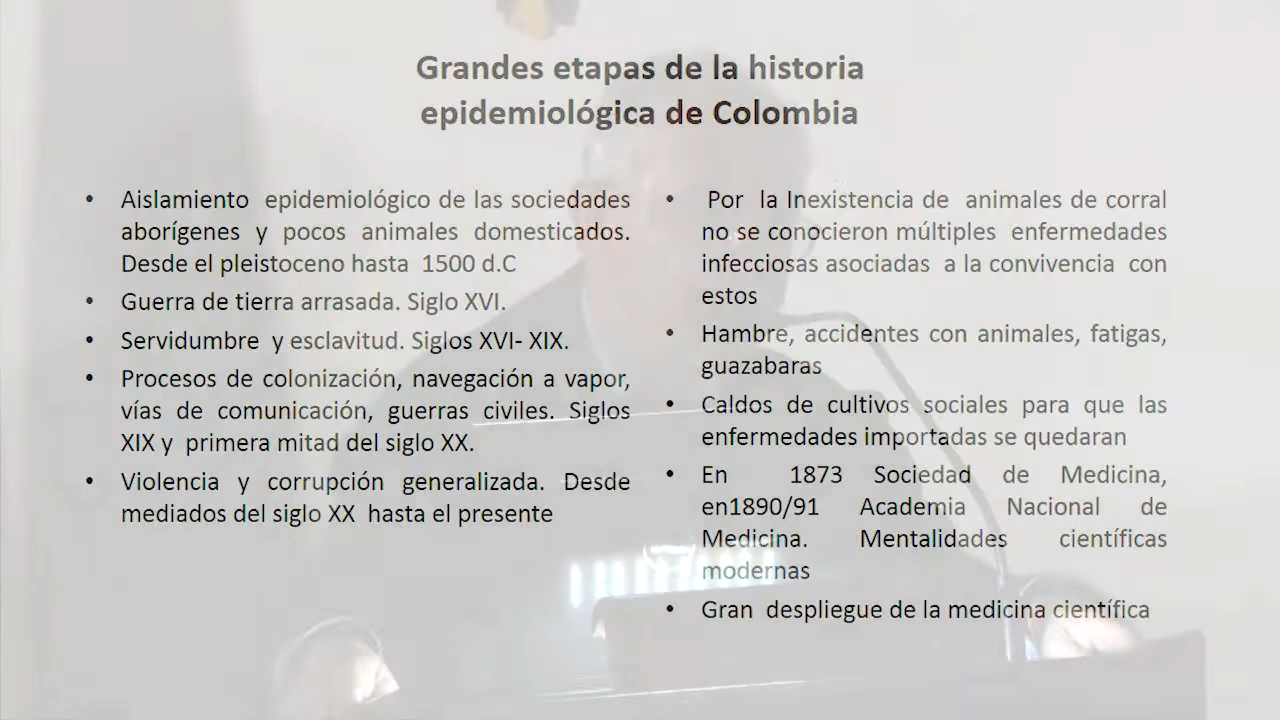 Grandes etapas de la historia
epidemiológica de Colombia
• Aislamiento epidemiológico de las sociedades
aborígenes y pocos animales domesticados.
Desde el pleistoceno hasta 1500 d.C
• Guerra de tierra arrasada. Siglo XVI.
• Servidumbre y esclavitud. Siglos XVI- XIX.
• Procesos de colonización, navegación a vapor,
vías de comunicación, guerras civiles. Siglos
XIX y primera mitad del siglo XX.
• Violencia y corrupción generalizada. Desde
mediados del siglo XX hasta el presente
• Por la Inexistencia de animales de corral
no se conocieron múltiples enfermedades
infecciosas asociadas a la convivencia con
estos
• Hambre, accidentes con animales, fatigas,
guazabaras
• Caldos de cultivos sociales para que las
enfermedades importadas se quedaran
• En 1873 Sociedad de Medicina,
en1890/91 Academia Nacional de
Medicina. Mentalidades científicas
modernas
• Gran despliegue de la medicina científica